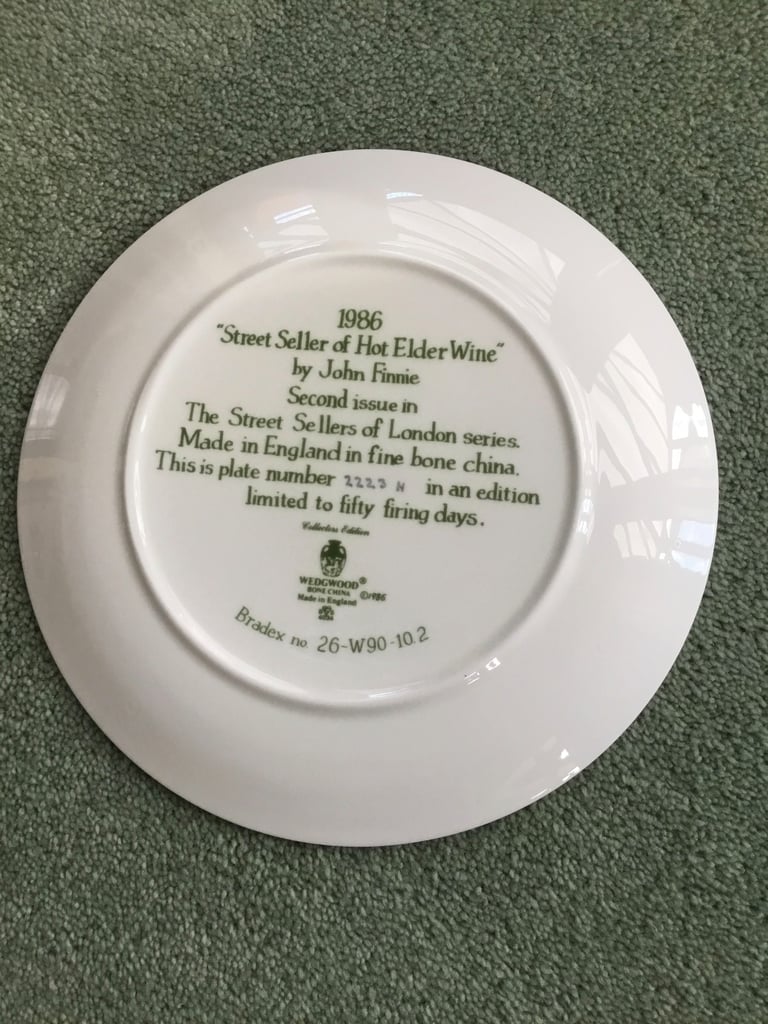 1986
"Street Seller of Hot Elder Wine"
by John Finnie
Second issue in
The Street Sellers of London series.
Made in England in fine bone china.
This is plate number 2223 H in an edition
limited to fifty firing days.
Collectors Edition
WEDGWOOD®
BONE CHINA
Made in England ©1986
Bradex no. 26-W90-10.2